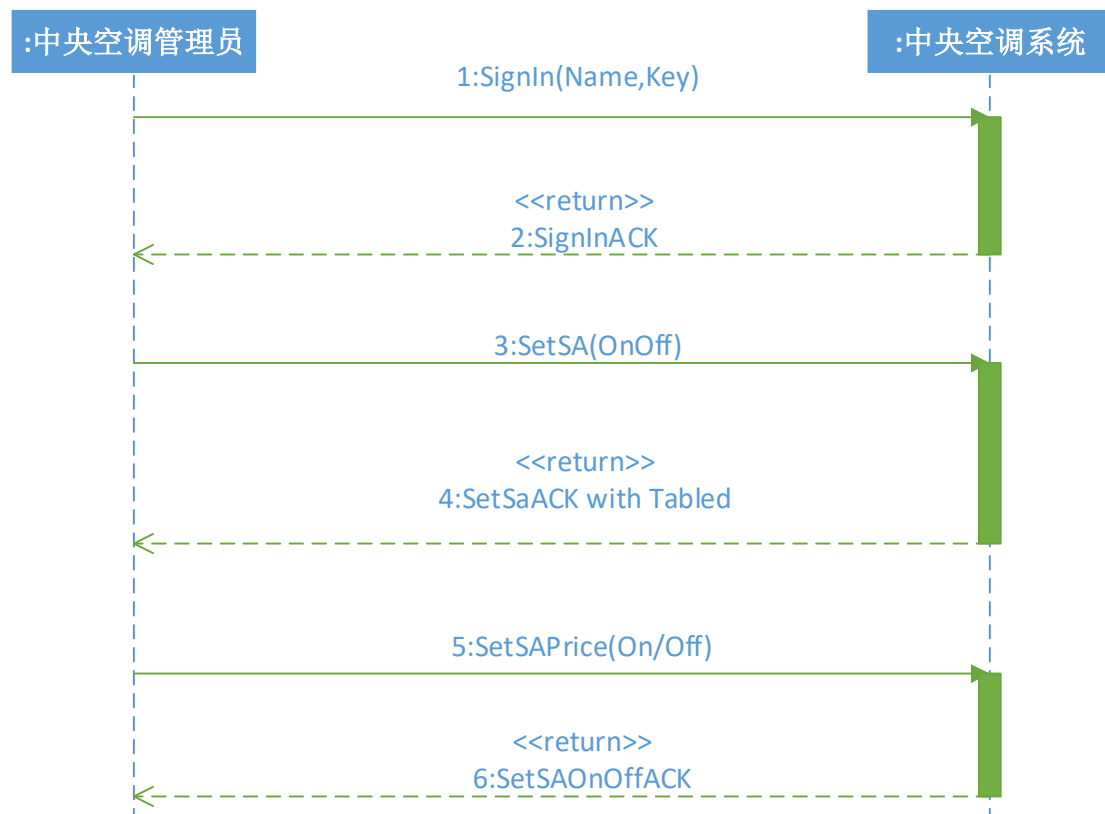 :中央空调管理员
:中央空调系统
1:SignIn(Name,Key)
<<return>>
2:SignInACK
3:SetSA(OnOff)
<<return>>
4:SetSaACK with Tabled
5:SetSAPrice(On/Off)
<<return>>
6:SetSAOnOffACK